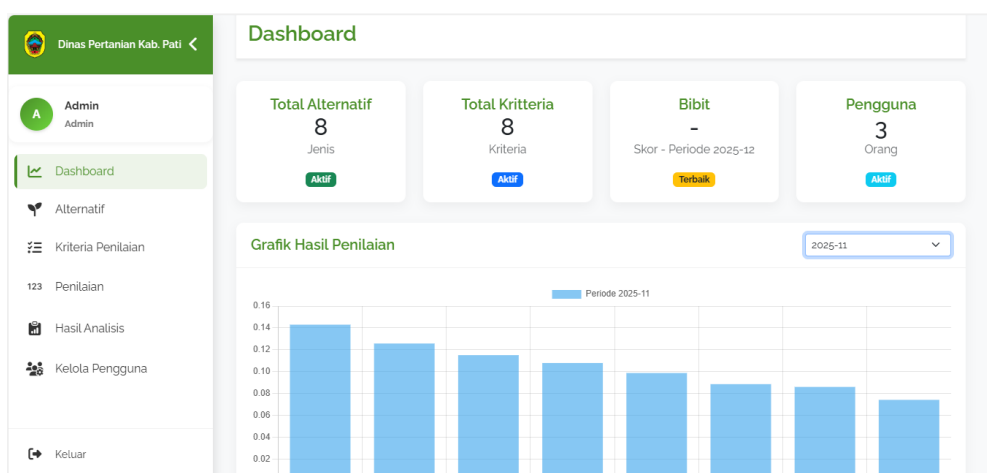 Dinas Pertanian Kab. Pati
A
Admin
Admin
Dashboard
Alternatif
Kriteria Penilaian
123 Penilaian
Hasil Analisis
Kelola Pengguna
Keluar
Dashboard
Total Alternatif
8
Jenis
Aktif
Total Kritteria
8
Kriteria
Aktif
Bibit
-
Skor - Periode 2025-12
Terbaik
Pengguna
3
Orang
Aktif
Grafik Hasil Penilaian
2025-11
Periode 2025-11
0.16
0.14
0.12
0.10
0.08
0.06
0.04
0.02